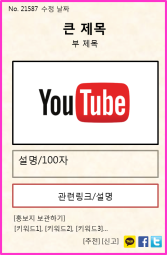 No. 21587 수정 날짜
큰 제목
부 제목
YouTube
설명/100자
관련링크/설명
[홍보지 보관하기]
[키워드1], [키워드2], [키워드3]...
[추천] [신고]